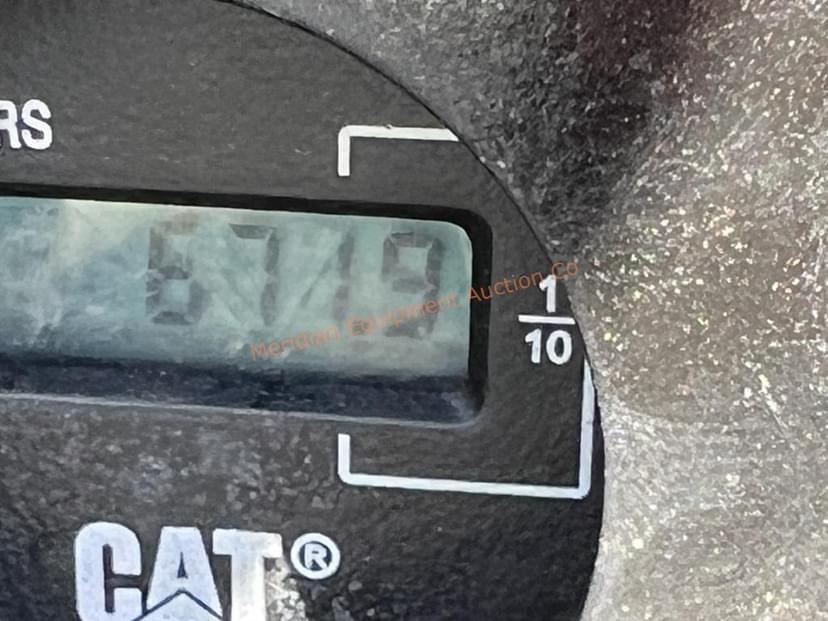 RS
6719
1
10
Meridian Equipment Auction Co
CAT®